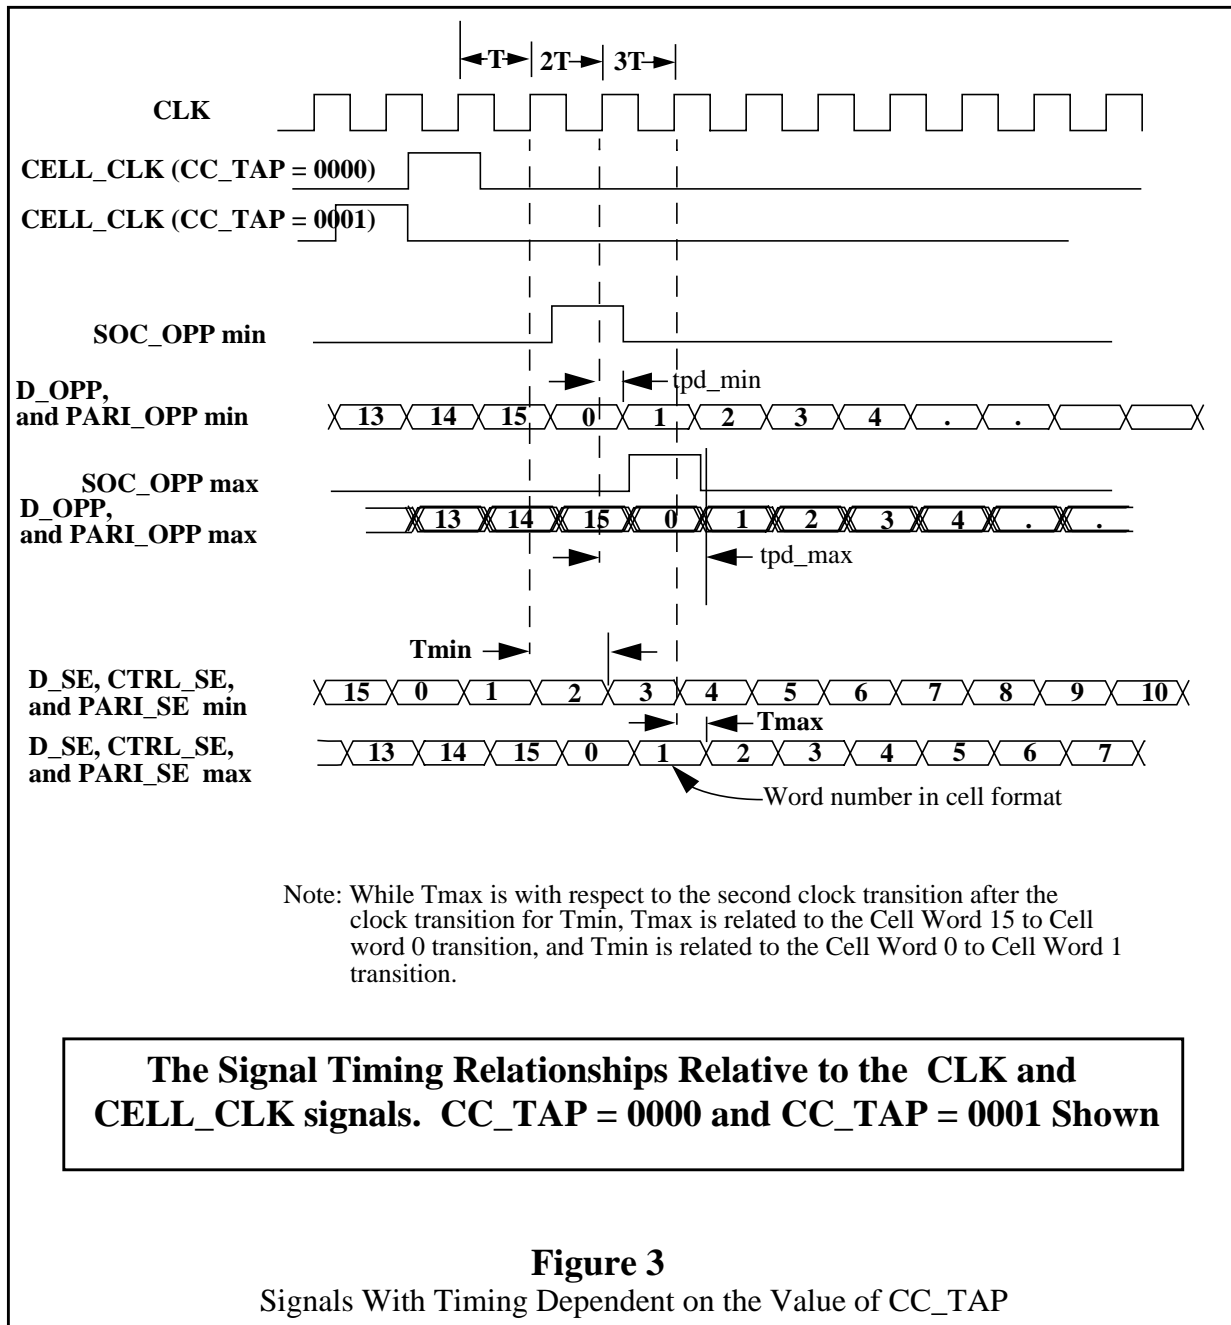 T 2T 3T
CLK
CELL_CLK (CC_TAP = 0000)
CELL_CLK (CC_TAP = 0001)
SOC_OPP min
tpd_min
D_OPP,
and PARI_OPP min
13 14 15 0 1 2 3 4 . .
SOC_OPP max
D_OPP,
and PARI_OPP max
13 14 15 0 1 2 3 4 . .
tpd_max
Tmin
D_SE, CTRL_SE,
and PARI_SE min
15 0 1 2 3 4 5 6 7 8 9 10
Tmax
D_SE, CTRL_SE,
and PARI_SE max
13 14 15 0 1 2 3 4 5 6 7
Word number in cell format
Note: While Tmax is with respect to the second clock transition after the
clock transition for Tmin, Tmax is related to the Cell Word 15 to Cell
word 0 transition, and Tmin is related to the Cell Word 0 to Cell Word 1
transition.
The Signal Timing Relationships Relative to the CLK and
CELL_CLK signals. CC_TAP = 0000 and CC_TAP = 0001 Shown
Figure 3
Signals With Timing Dependent on the Value of CC_TAP